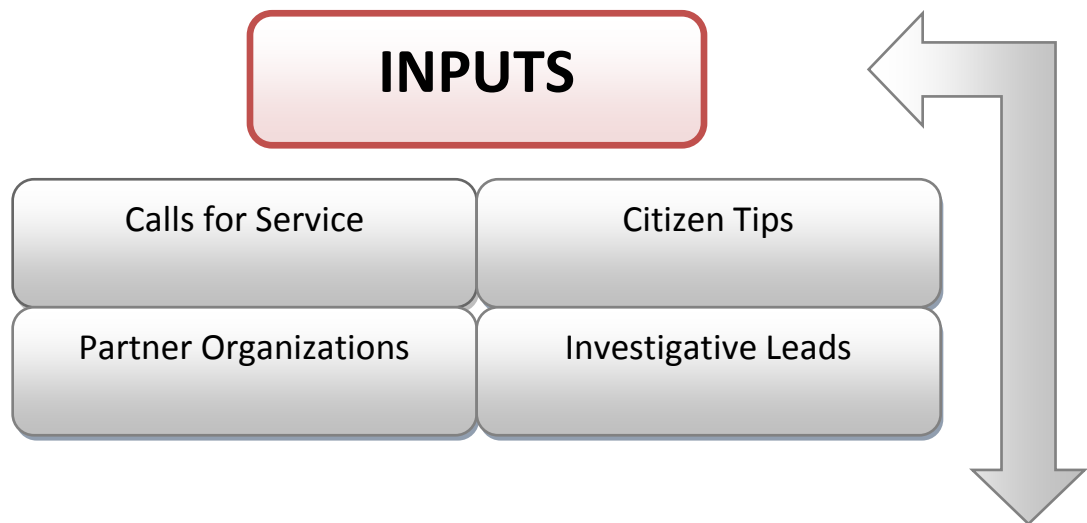 INPUTS
Calls for Service
Citizen Tips
Partner Organizations
Investigative Leads